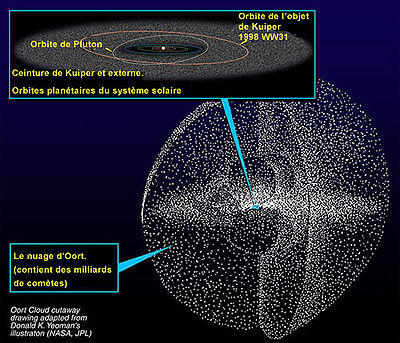 Orbite de l'objet
de Kuiper
1998 WW31
Orbite de Pluton
Ceinture de Kuiper et externe.
Orbites planétaires du système solaire
Le nuage d'Oort.
(contient des milliards
de comètes)
Oort Cloud cutaway
drawing adapted from
Donald K. Yeoman's
illustraton (NASA, JPL)